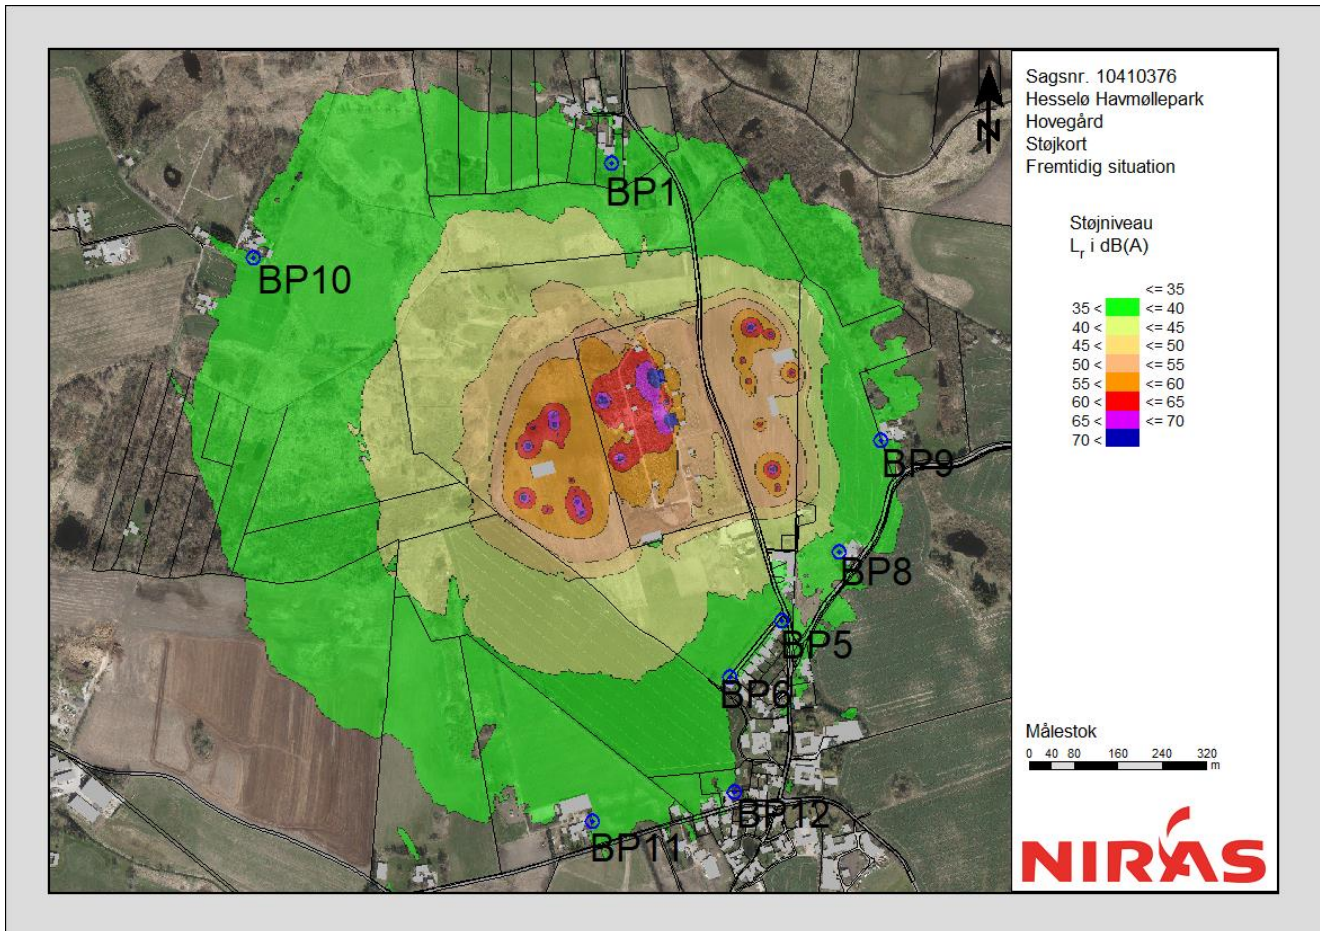 Sagsnr. 10410376
Hesselø Havmøllepark
Hovegård
Støjkort
Fremtidig situation
N
Støjniveau
Lr i dB(A)
<= 35
35 < <= 40
40 < <= 45
45 < <= 50
50 < <= 55
55 < <= 60
60 < <= 65
65 < <= 70
70 <
BP1
BP10
BP9
BP8
BP5
BP6
BP12
BP11
Målestok
0 40 80 160 240 320
m
NIRAS